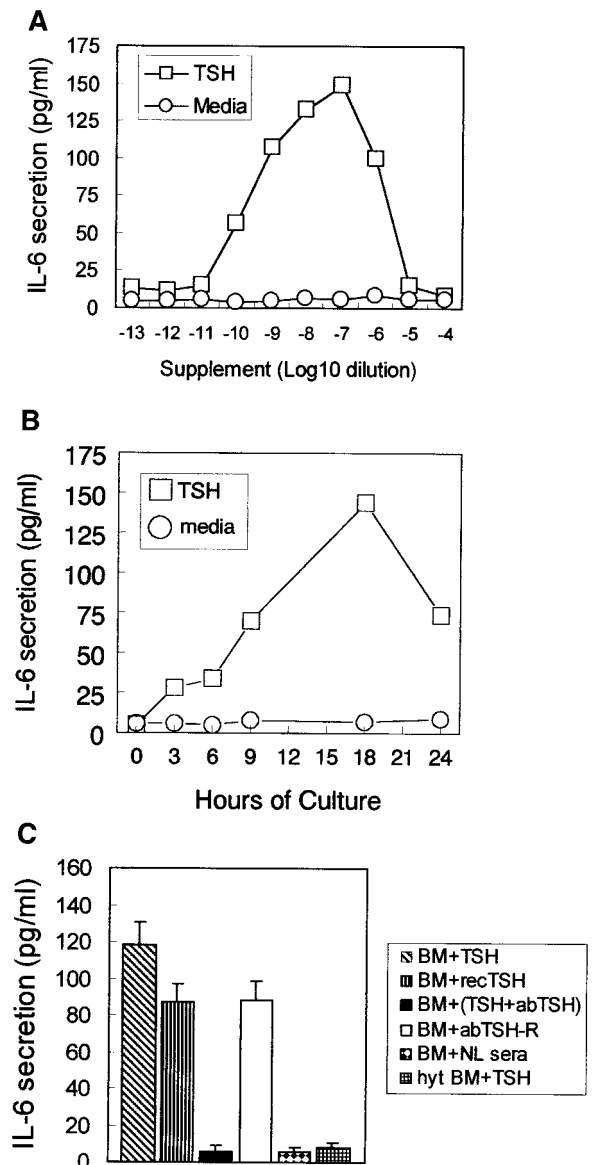 A
IL-6 secretion (pg/ml)
175
150
125
100
75
50
25
0
TSH
Media
-13 -12 -11 -10 -9 -8 -7 -6 -5 -4
Supplement (Log10 dilution)
B
IL-6 secretion (pg/ml)
175
150
125
100
75
50
25
0
TSH
media
0 3 6 9 12 15 18 21 24
Hours of Culture
C
IL-6 secretion (pg/ml)
160
140
120
100
80
60
40
20
0
BM+TSH
BM+recTSH
BM+(TSH+abTSH)
BM+abTSH-R
BM+NL sera
hyt BM+TSH